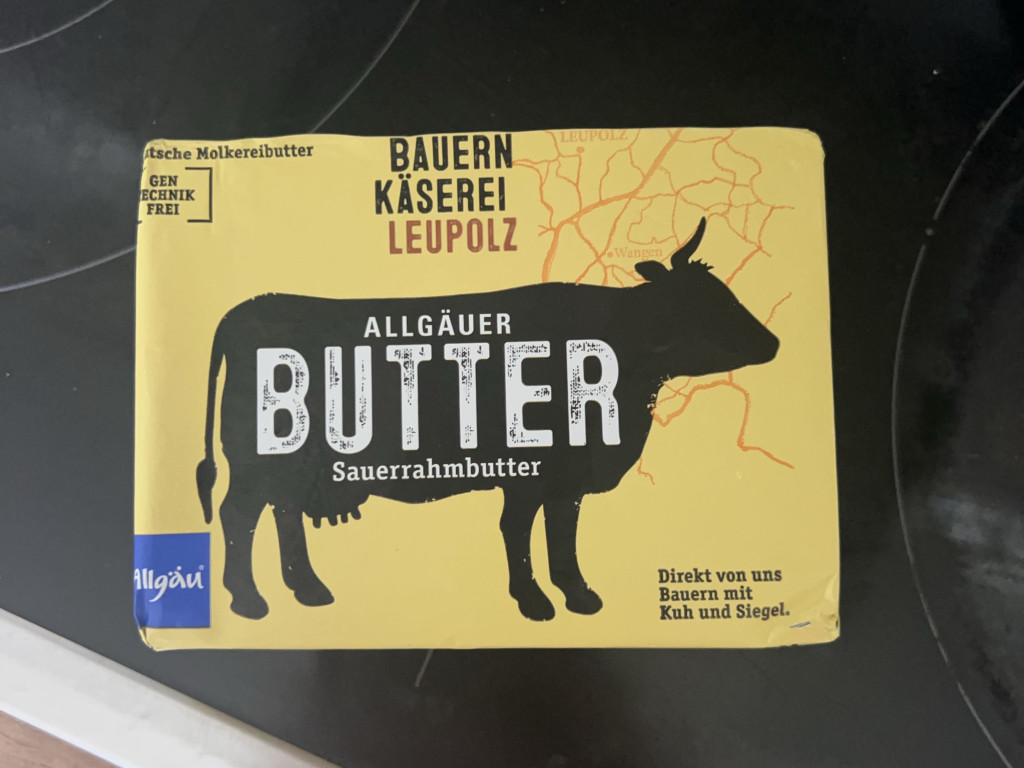 tsche Molkereibutter
GEN
ECHNIK
FREI
BAUERN
KÄSEREI
LEUPOLZ
LEUPOLZ
Wangen
ALLGÄUER
BUTTER
Sauerrahmbutter
Allgäu
Direkt von uns
Bauern mit
Kuh und Siegel.